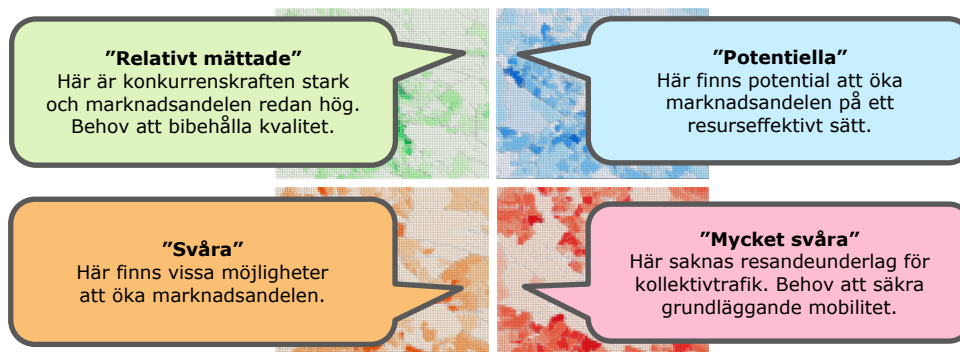 ”Relativt mättade”
Här är konkurrenskraften stark
och marknadsandelen redan hög.
Behov att bibehålla kvalitet.
”Potentiella”
Här finns potential att öka
marknadsandelen på ett
resurseffektivt sätt.
”Svåra”
Här finns vissa möjligheter
att öka marknadsandelen.
”Mycket svåra”
Här saknas resandeunderlag för
kollektivtrafik. Behov att säkra
grundläggande mobilitet.